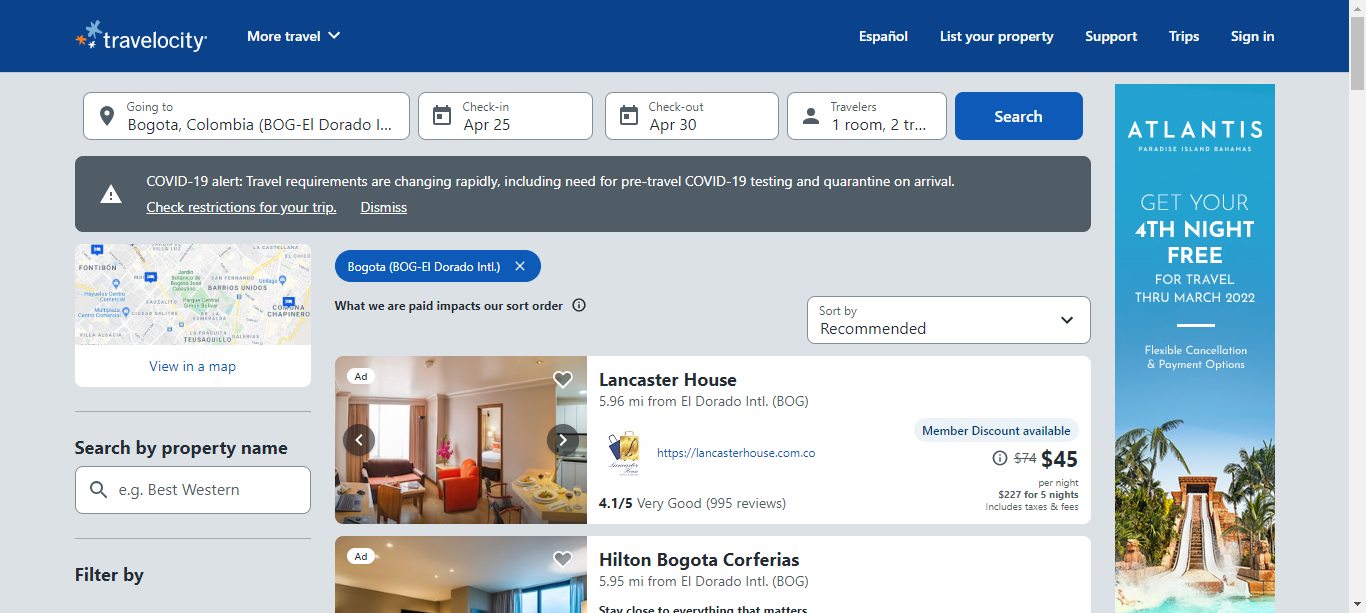 travelocity
More travel
Español
List your property
Support
Trips
Sign in
Going to
Bogota, Colombia (BOG-El Dorado I...
Check-in
Apr 25
Check-out
Apr 30
Travelers
1 room, 2 tr...
Search
COVID-19 alert: Travel requirements are changing rapidly, including need for pre-travel COVID-19 testing and quarantine on arrival.
Check restrictions for your trip. Dismiss
FONTIBÓN
BARRIOS UNIDOS
CHAPINERO
TEUSAQUILLO
View in a map
Search by property name
e.g. Best Western
Filter by
Bogota (BOG-El Dorado Intl.)
What we are paid impacts our sort order
Sort by
Recommended
Ad
Lancaster House
5.96 mi from El Dorado Intl. (BOG)
Lancaster
House
https://lancasterhouse.com.co
4.1/5 Very Good (995 reviews)
Member Discount available
$74 $45
per night
$227 for 5 nights
Includes taxes & fees
Ad
Hilton Bogota Corferias
5.95 mi from El Dorado Intl. (BOG)
Stay close to everything that matters
ATLANTIS
PARADISE ISLAND BAHAMAS
GET YOUR
4TH NIGHT
FREE
FOR TRAVEL
THRU MARCH 2022
Flexible Cancellation
& Payment Options